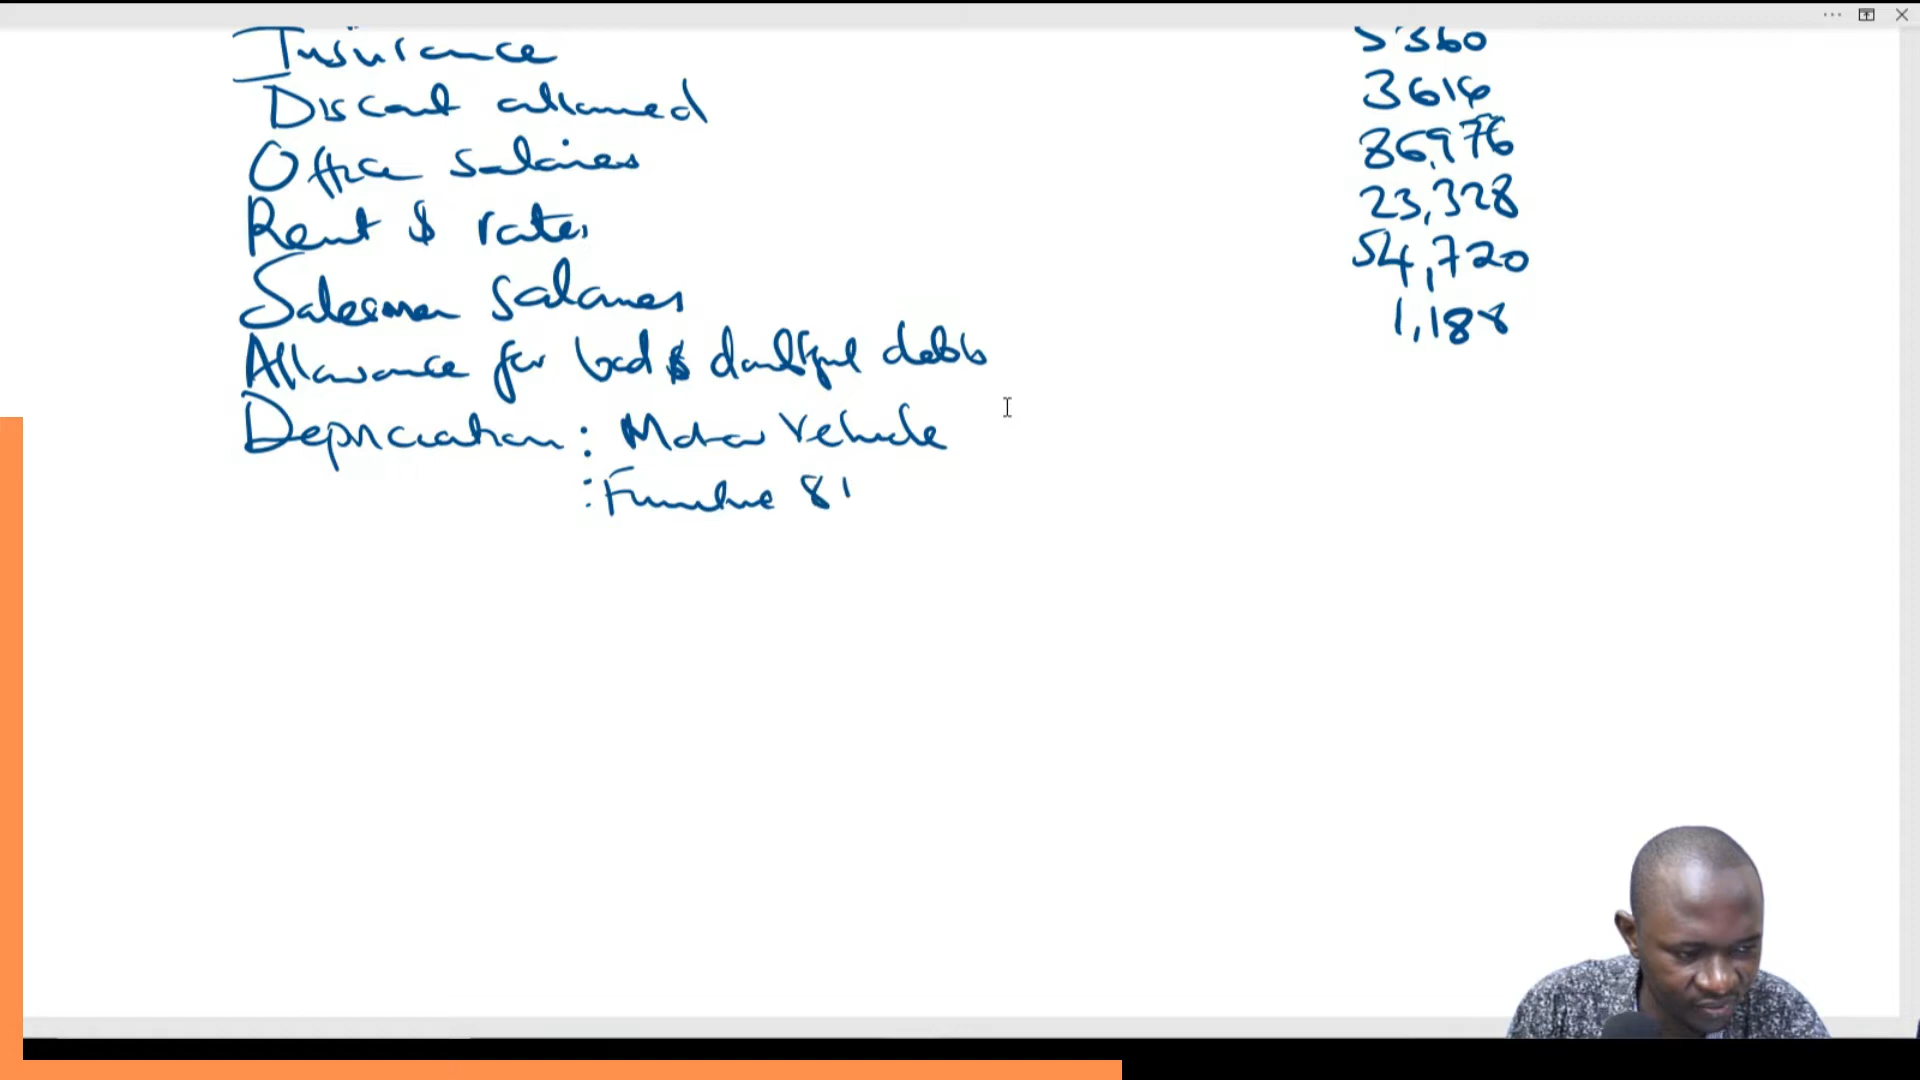 Insurance 5360
Discount allowed 3616
Office salaries 86,976
Rent & rates 23,328
Salesmen salaries 54,720
Allowance for bad & doubtful debts 1,188
Depreciation : Motor Vehicle
: Furniture &